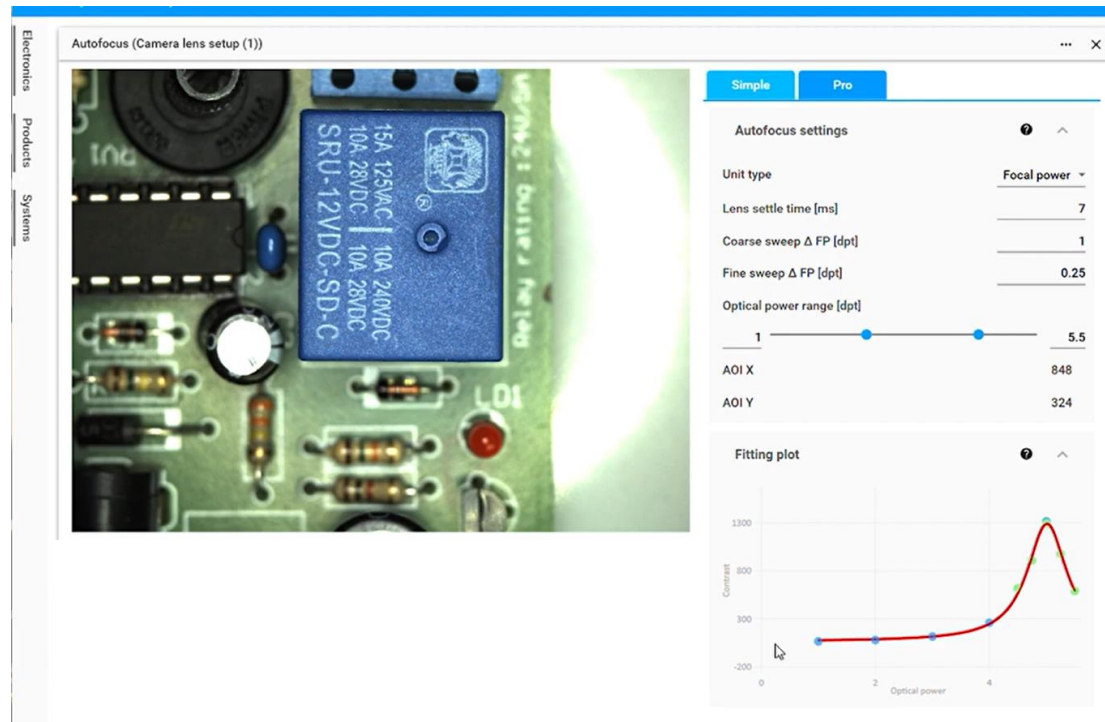 Electronics
Products
Systems
Autofocus (Camera lens setup (1))
15A 125VAC 10A 240VDC
10A 28VDC 10A 28VDC
SRU-12VDC-SD-C
®
LD1
Simple
Pro
Autofocus settings
Unit type Focal power
Lens settle time [ms] 7
Coarse sweep Δ FP [dpt] 1
Fine sweep Δ FP [dpt] 0.25
Optical power range [dpt]
1 5.5
AOI X 848
AOI Y 324
Fitting plot
1300
800
300
-200
Contrast
0 2 4
Optical power